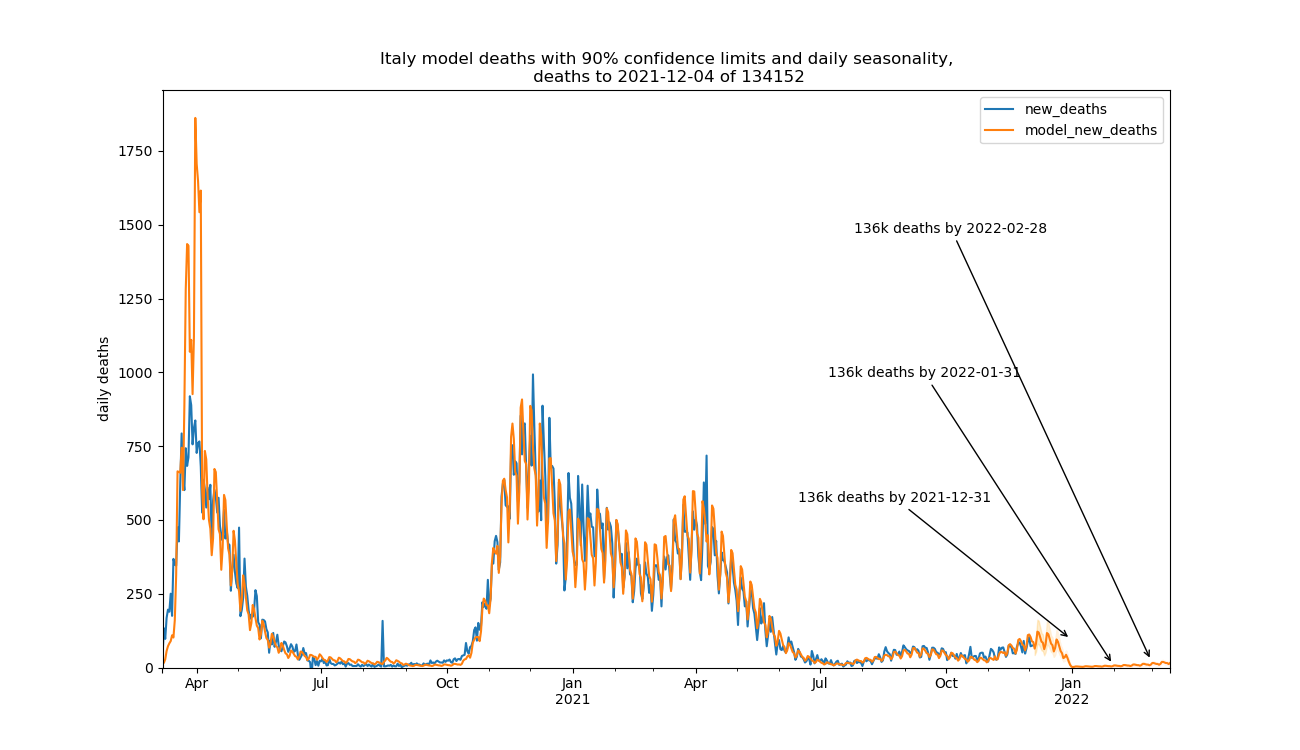 Italy model deaths with 90% confidence limits and daily seasonality,
deaths to 2021-12-04 of 134152
new_deaths
model_new_deaths
1750
1500
1250
1000
750
500
250
0
daily deaths
136k deaths by 2022-02-28
136k deaths by 2022-01-31
136k deaths by 2021-12-31
Apr
Jul
Oct
Jan
2021
Apr
Jul
Oct
Jan
2022